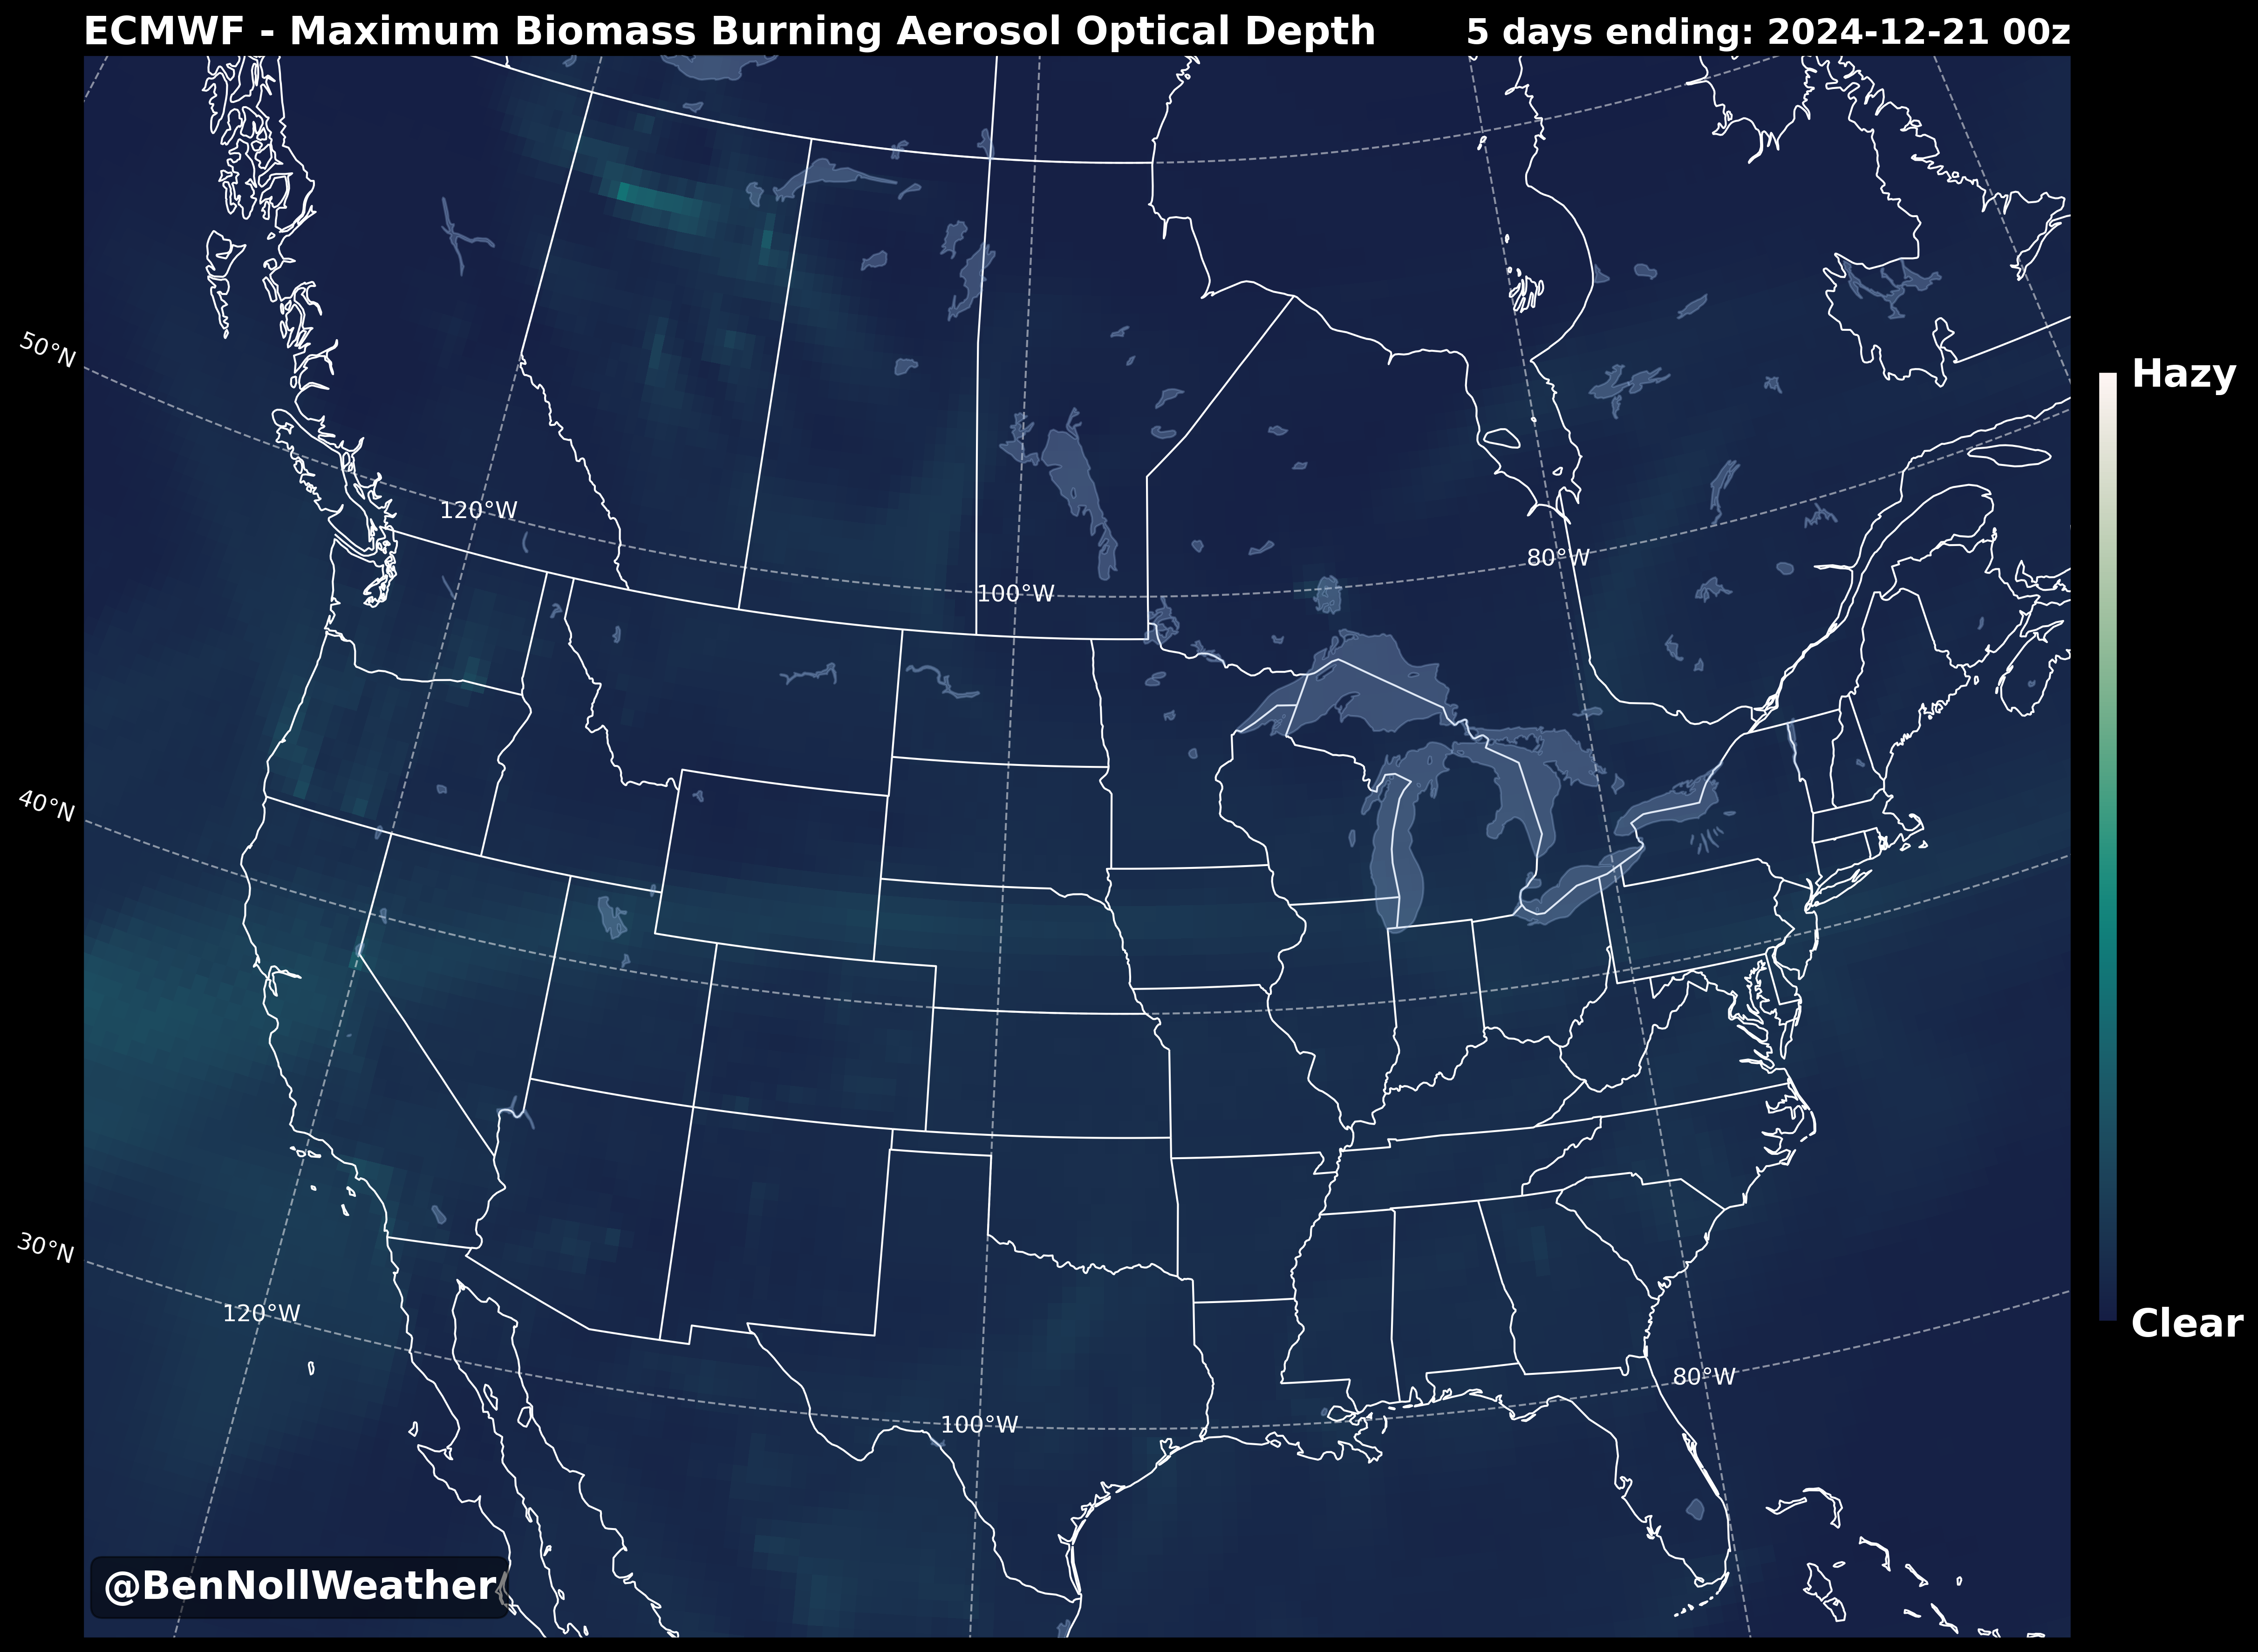 ECMWF - Maximum Biomass Burning Aerosol Optical Depth
5 days ending: 2024-12-21 00z
50°N
Hazy
120°W
80°W
100°W
40°N
30°N
120°W
Clear
80°W
100°W
@BenNollWeather